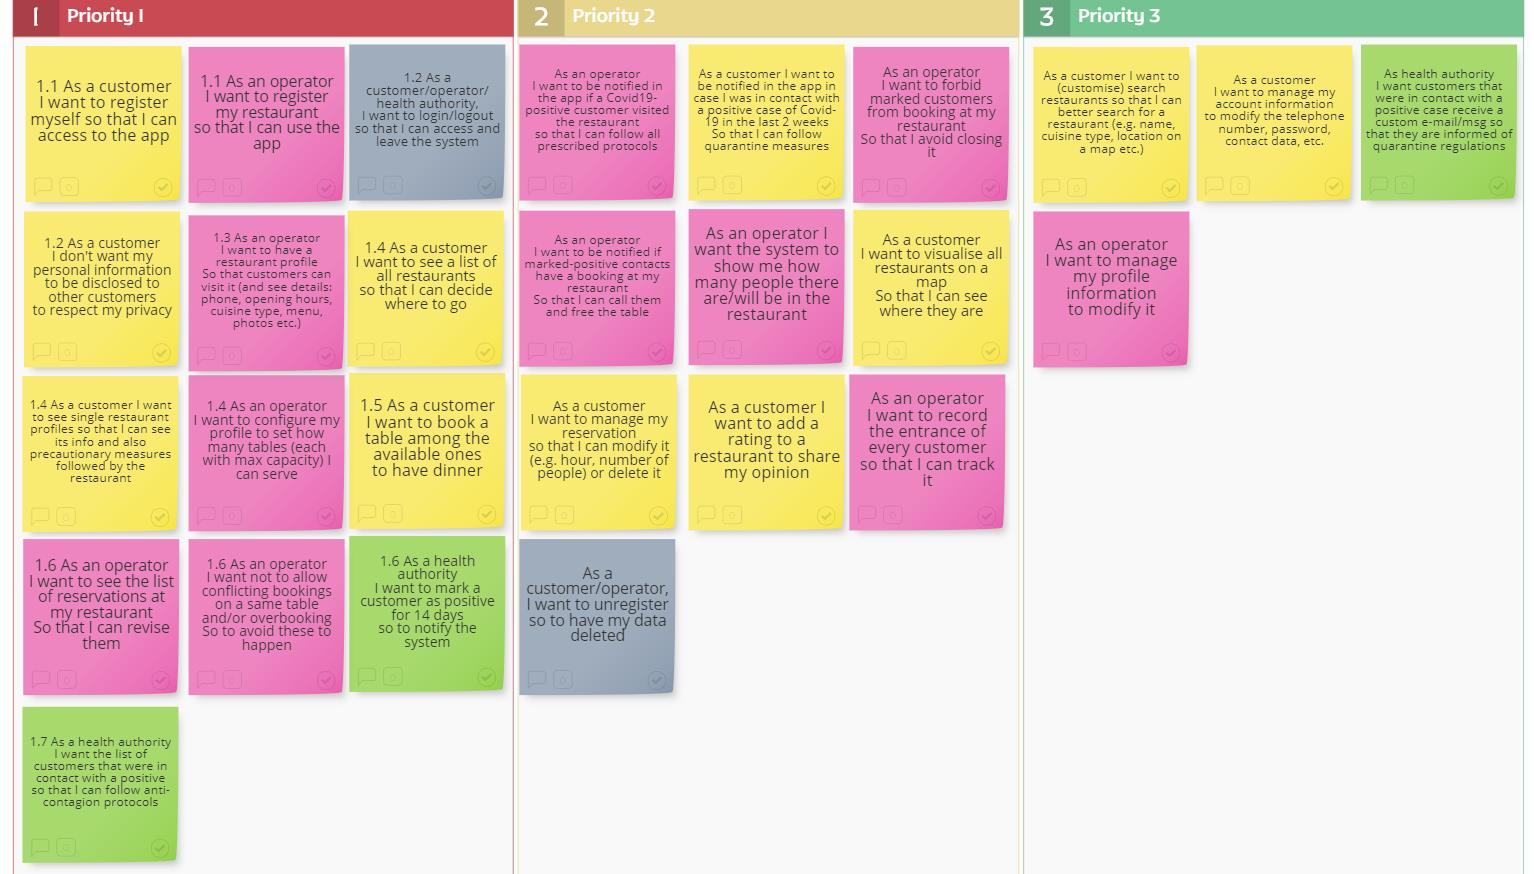 1 Priority 1
2 Priority 2
3 Priority 3
1.1 As a customer
I want to register
myself so that I can
access to the app
0
1.1 As an operator
I want to register
my restaurant
so that I can use the
app
0
1.2 As a
customer/operator/
health authority,
I want to login/logout
so that I can access and
leave the system
0
1.2 As a customer
I don't want my
personal information
to be disclosed to
other customers
to respect my privacy
0
1.3 As an operator
I want to have a
restaurant profile
So that customers can
visit it (and see details:
phone, opening hours,
cuisine type, menu,
photos etc.)
0
1.4 As a customer
I want to see a list of
all restaurants
so that I can decide
where to go
0
1.4 As a customer I want
to see single restaurant
profiles so that I can see
its info and also
precautionary measures
followed by the
restaurant
0
1.4 As an operator
I want to configure my
profile to set how
many tables (each
with max capacity) I
can serve
0
1.5 As a customer
I want to book a
table among the
available ones
to have dinner
0
1.6 As an operator
I want to see the list
of reservations at
my restaurant
So that I can revise
them
0
1.6 As an operator
I want not to allow
conflicting bookings
on a same table
and/or overbooking
So to avoid these to
happen
0
1.6 As a health
authority
I want to mark a
customer as positive
for 14 days
so to notify the
system
0
1.7 As a health authority
I want the list of
customers that were in
contact with a positive
so that I can follow anti-
contagion protocols
0
As an operator
I want to be notified in
the app if a Covid19-
positive customer visited
the restaurant
so that I can follow all
prescribed protocols
0
As a customer I want to
be notified in the app in
case I was in contact with
a positive case of Covid-
19 in the last 2 weeks
So that I can follow
quarantine measures
0
As an operator
I want to forbid
marked customers
from booking at my
restaurant
So that I avoid closing
it
0
As an operator
I want to be notified if
marked-positive contacts
have a booking at my
restaurant
So that I can call them
and free the table
0
As an operator I
want the system to
show me how
many people there
are/will be in the
restaurant
0
As a customer
I want to visualise all
restaurants on a
map
So that I can see
where they are
0
As a customer
I want to manage my
reservation
so that I can modify it
(e.g. hour, number of
people) or delete it
0
As a customer I
want to add a
rating to a
restaurant to share
my opinion
0
As an operator
I want to record
the entrance of
every customer
so that I can track
it
0
As a
customer/operator,
I want to unregister
so to have my data
deleted
0
As a customer I want to
(customise) search
restaurants so that I can
better search for a
restaurant (e.g. name,
cuisine type, location on
a map etc.)
0
As a customer
I want to manage my
account information
to modify the telephone
number, password,
contact data, etc.
0
As health authority
I want customers that
were in contact with a
positive case receive a
custom e-mail/msg so
that they are informed of
quarantine regulations
0
As an operator
I want to manage
my profile
information
to modify it
0